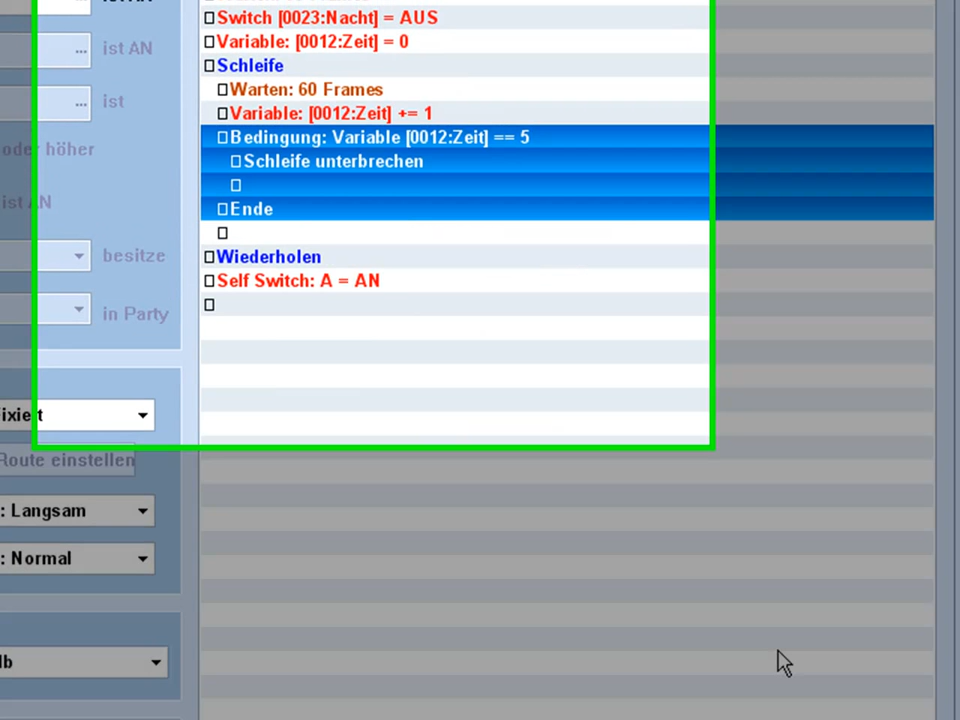 Switch [0023:Nacht] = AUS
Variable: [0012:Zeit] = 0
ist AN
Schleife
Warten: 60 Frames
ist
Variable: [0012:Zeit] += 1
Bedingung: Variable [0012:Zeit] == 5
oder höher
Schleife unterbrechen
ist AN
Ende
besitze
Wiederholen
Self Switch: A = AN
in Party
ixiert
Route einstellen
: Langsam
: Normal
lb